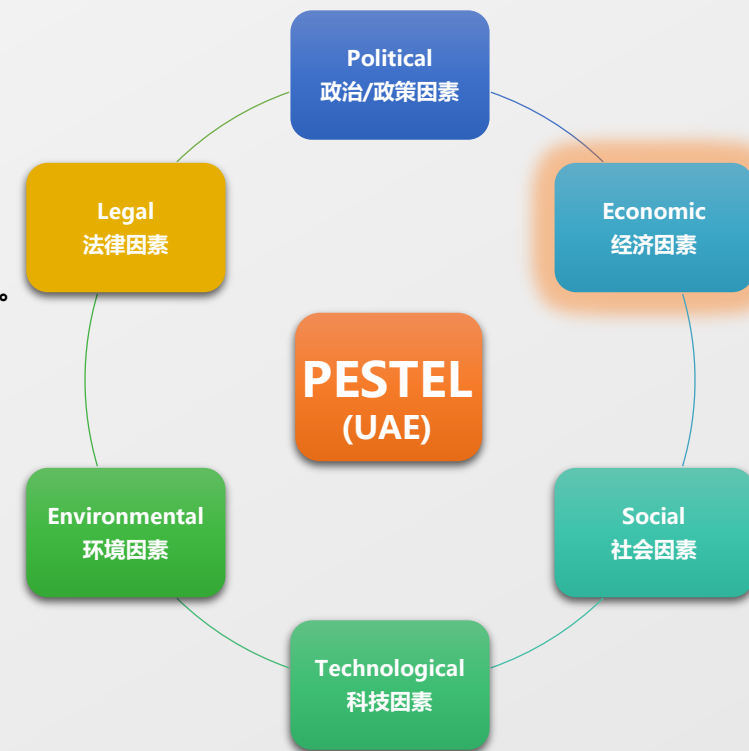 Political
政治/政策因素
Legal
法律因素
Economic
经济因素
。
PESTEL
(UAE)
Environmental
环境因素
Social
社会因素
Technological
科技因素